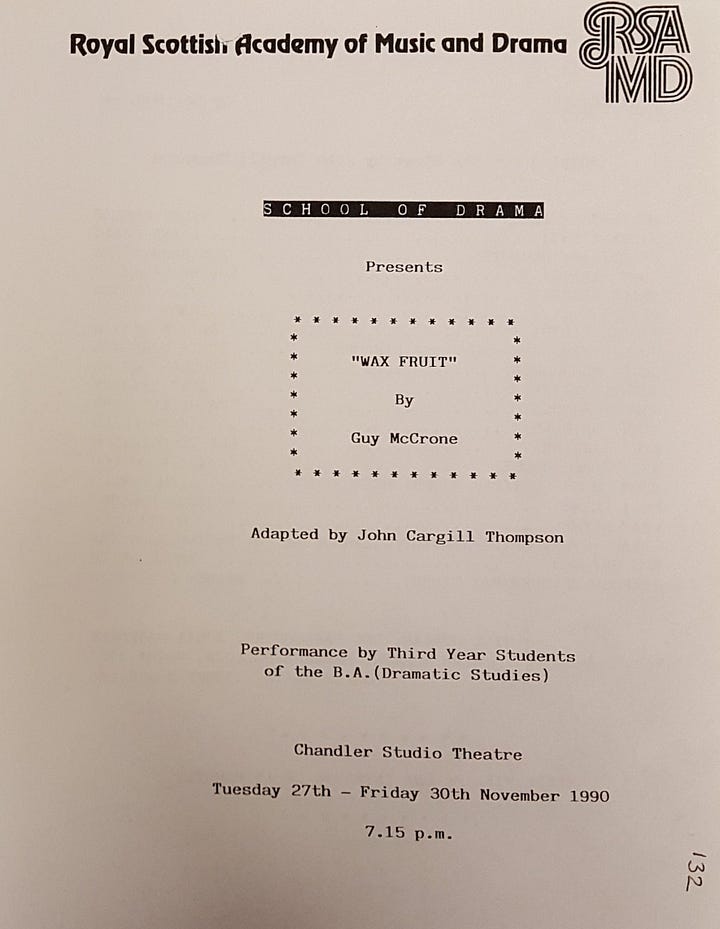 Royal Scottish Academy of Music and Drama
RSA
MD
SCHOOL OF DRAMA
Presents
* * * * * * * * * * * *
"WAX FRUIT"
By
Guy McCrone
* * * * * * * * * * * *
Adapted by John Cargill Thompson
Performance by Third Year Students
of the B.A.(Dramatic Studies)
Chandler Studio Theatre
Tuesday 27th - Friday 30th November 1990
7.15 p.m.
132